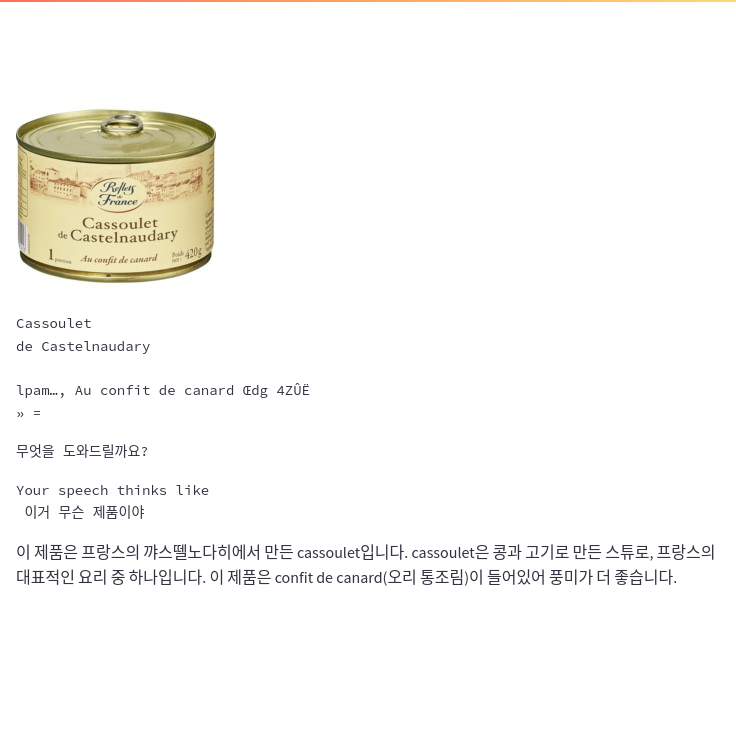 Reflets
de
France
Cassoulet
de Castelnaudary
1 personne
Au confit de canard
Poids net : 420g
Cassoulet
de Castelnaudary
lpam…, Au confit de canard Œdg 4ZÛË
» =
무엇을 도와드릴까요?
Your speech thinks like
이거 무슨 제품이야
이 제품은 프랑스의 꺄스뗄노다히에서 만든 cassoulet입니다. cassoulet은 콩과 고기로 만든 스튜로, 프랑스의
대표적인 요리 중 하나입니다. 이 제품은 confit de canard(오리 통조림)이 들어있어 풍미가 더 좋습니다.